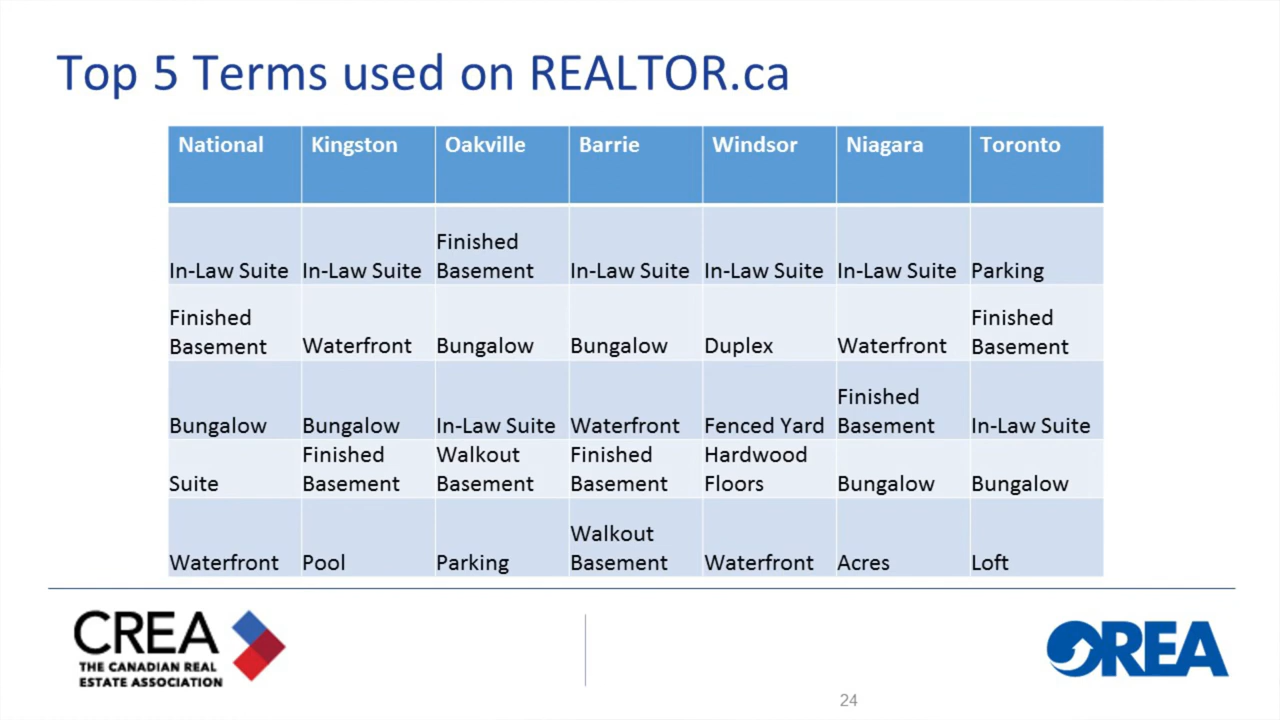 Top 5 Terms used on REALTOR.ca
National Kingston Oakville Barrie Windsor Niagara Toronto
In-Law Suite In-Law Suite Finished Basement In-Law Suite In-Law Suite In-Law Suite Parking
Finished Basement Waterfront Bungalow Bungalow Duplex Waterfront Finished Basement
Bungalow Bungalow In-Law Suite Waterfront Fenced Yard Finished Basement In-Law Suite
Suite Finished Basement Walkout Basement Finished Basement Hardwood Floors Bungalow Bungalow
Waterfront Pool Parking Walkout Basement Waterfront Acres Loft
CREA
THE CANADIAN REAL
ESTATE ASSOCIATION
OREA
24